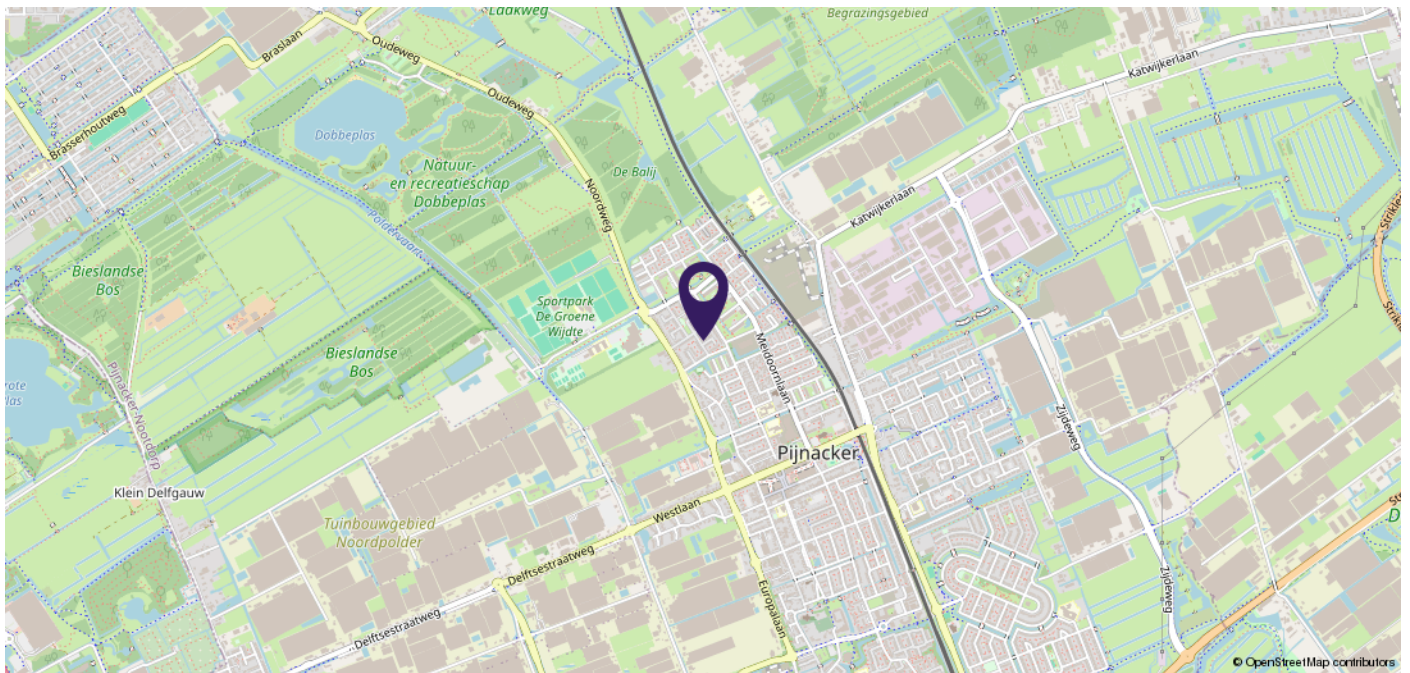 Laakweg
Begrazingsgebied
Braslaan
Oudeweg
Katwijkerlaan
Oudeweg
Brasserhoutweg
Dobbeplas
Natuur-
en recreatieschap
Dobbeplas
De Balij
Noordweg
Katwijkerlaan
Poldervaart
Bieslandse
Bos
Sportpark
De Groene
Wijdte
Meidoornlaan
Bieslandse
Bos
Pijnacker-Nootdorp
Zijdeweg
Pijnacker
Klein Delfgauw
Westlaan
Tuinbouwgebied
Noordpolder
Delftsestraatweg
Europalaan
Zijdeweg
Delftsestraatweg
© OpenStreetMap contributors